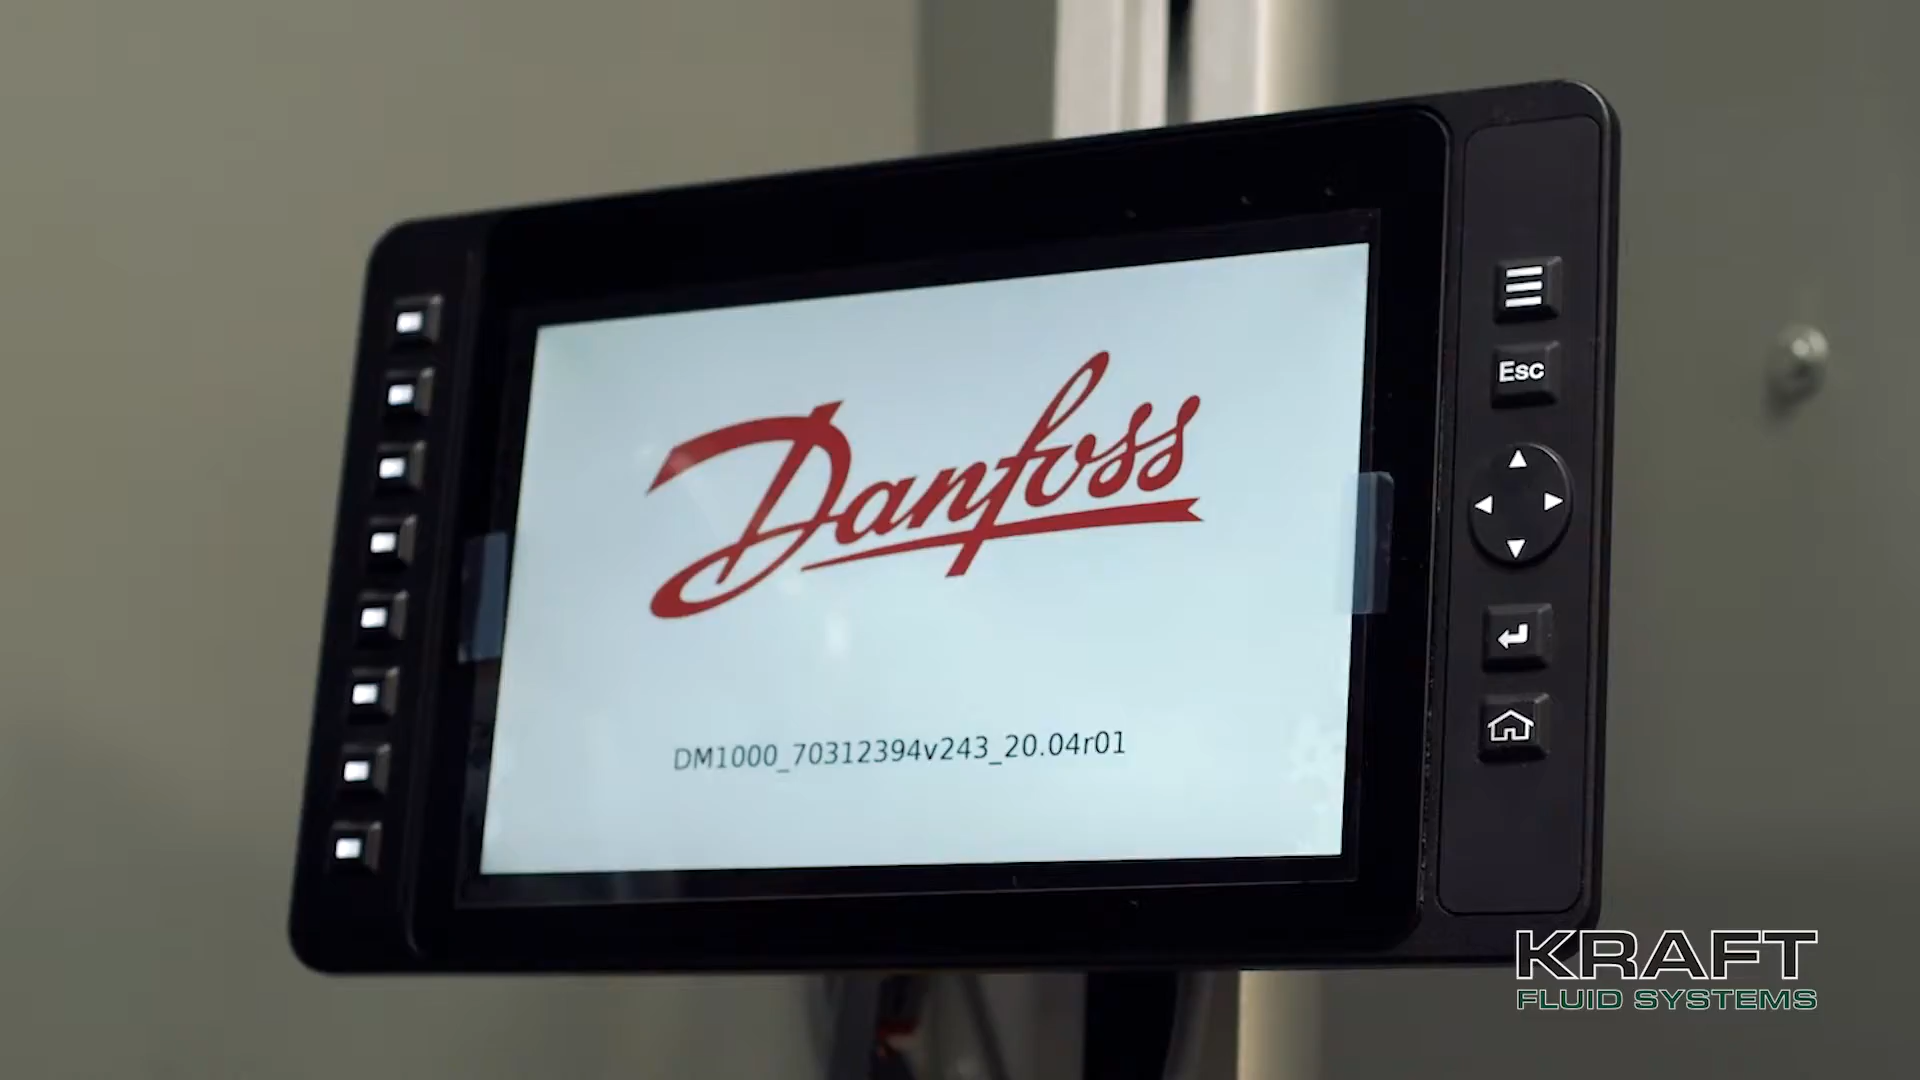 Danfoss
DM1000_70312394v243_20.04r01
Esc
KRAFT
FLUID SYSTEMS